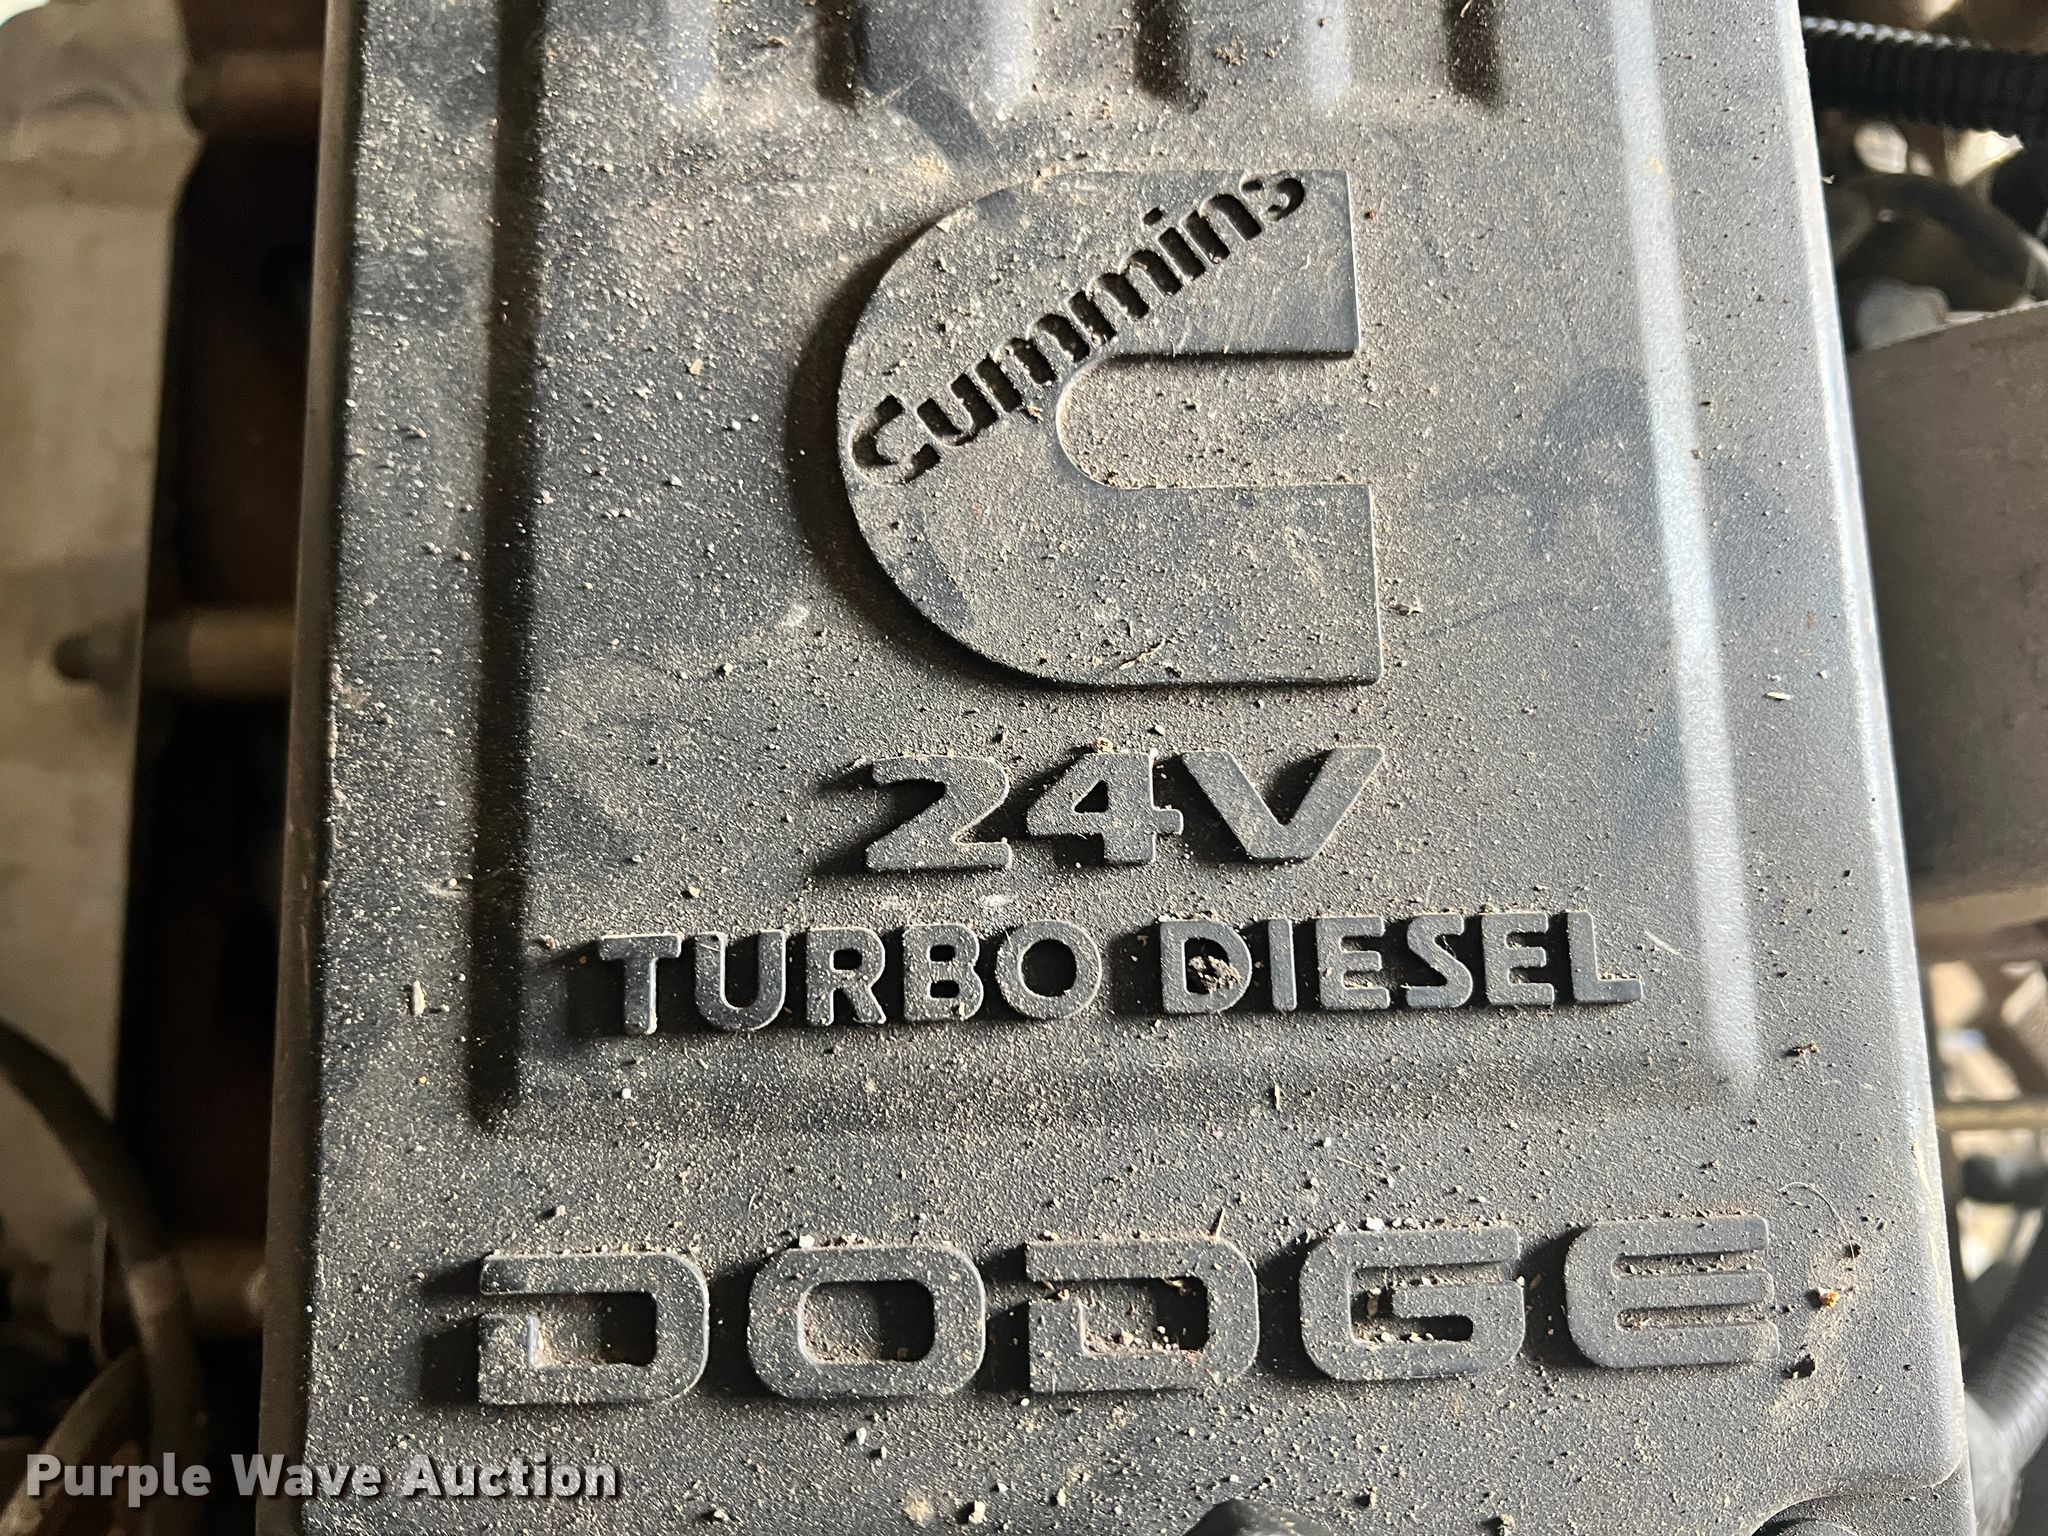 Cummins
24V
TURBO DIESEL
DODGE
Purple Wave Auction